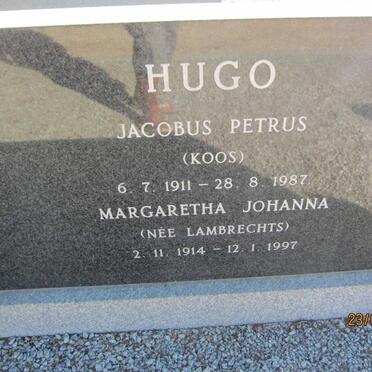 HUGO
JACOBUS PETRUS
(KOOS)
6. 7. 1911 – 28. 8. 1987
MARGARETHA JOHANNA
(NÉE LAMBRECHTS)
2. 11. 1914 – 12. 1. 1997
23/